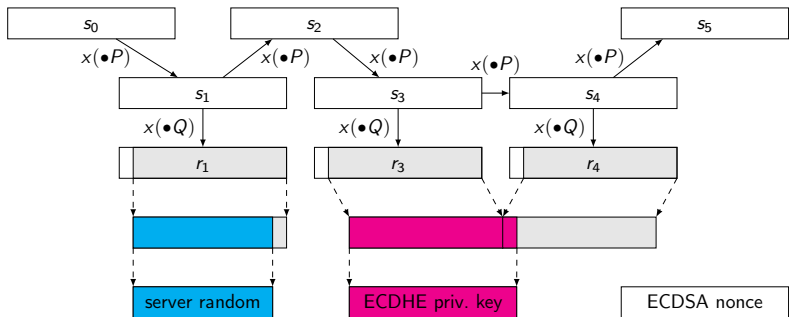 s₀ s₂ s₅
x(•P) x(•P) x(•P) x(•P) x(•P)
s₁ s₃ s₄
x(•Q) x(•Q) x(•Q)
r₁ r₃ r₄
server random ECDHE priv. key ECDSA nonce